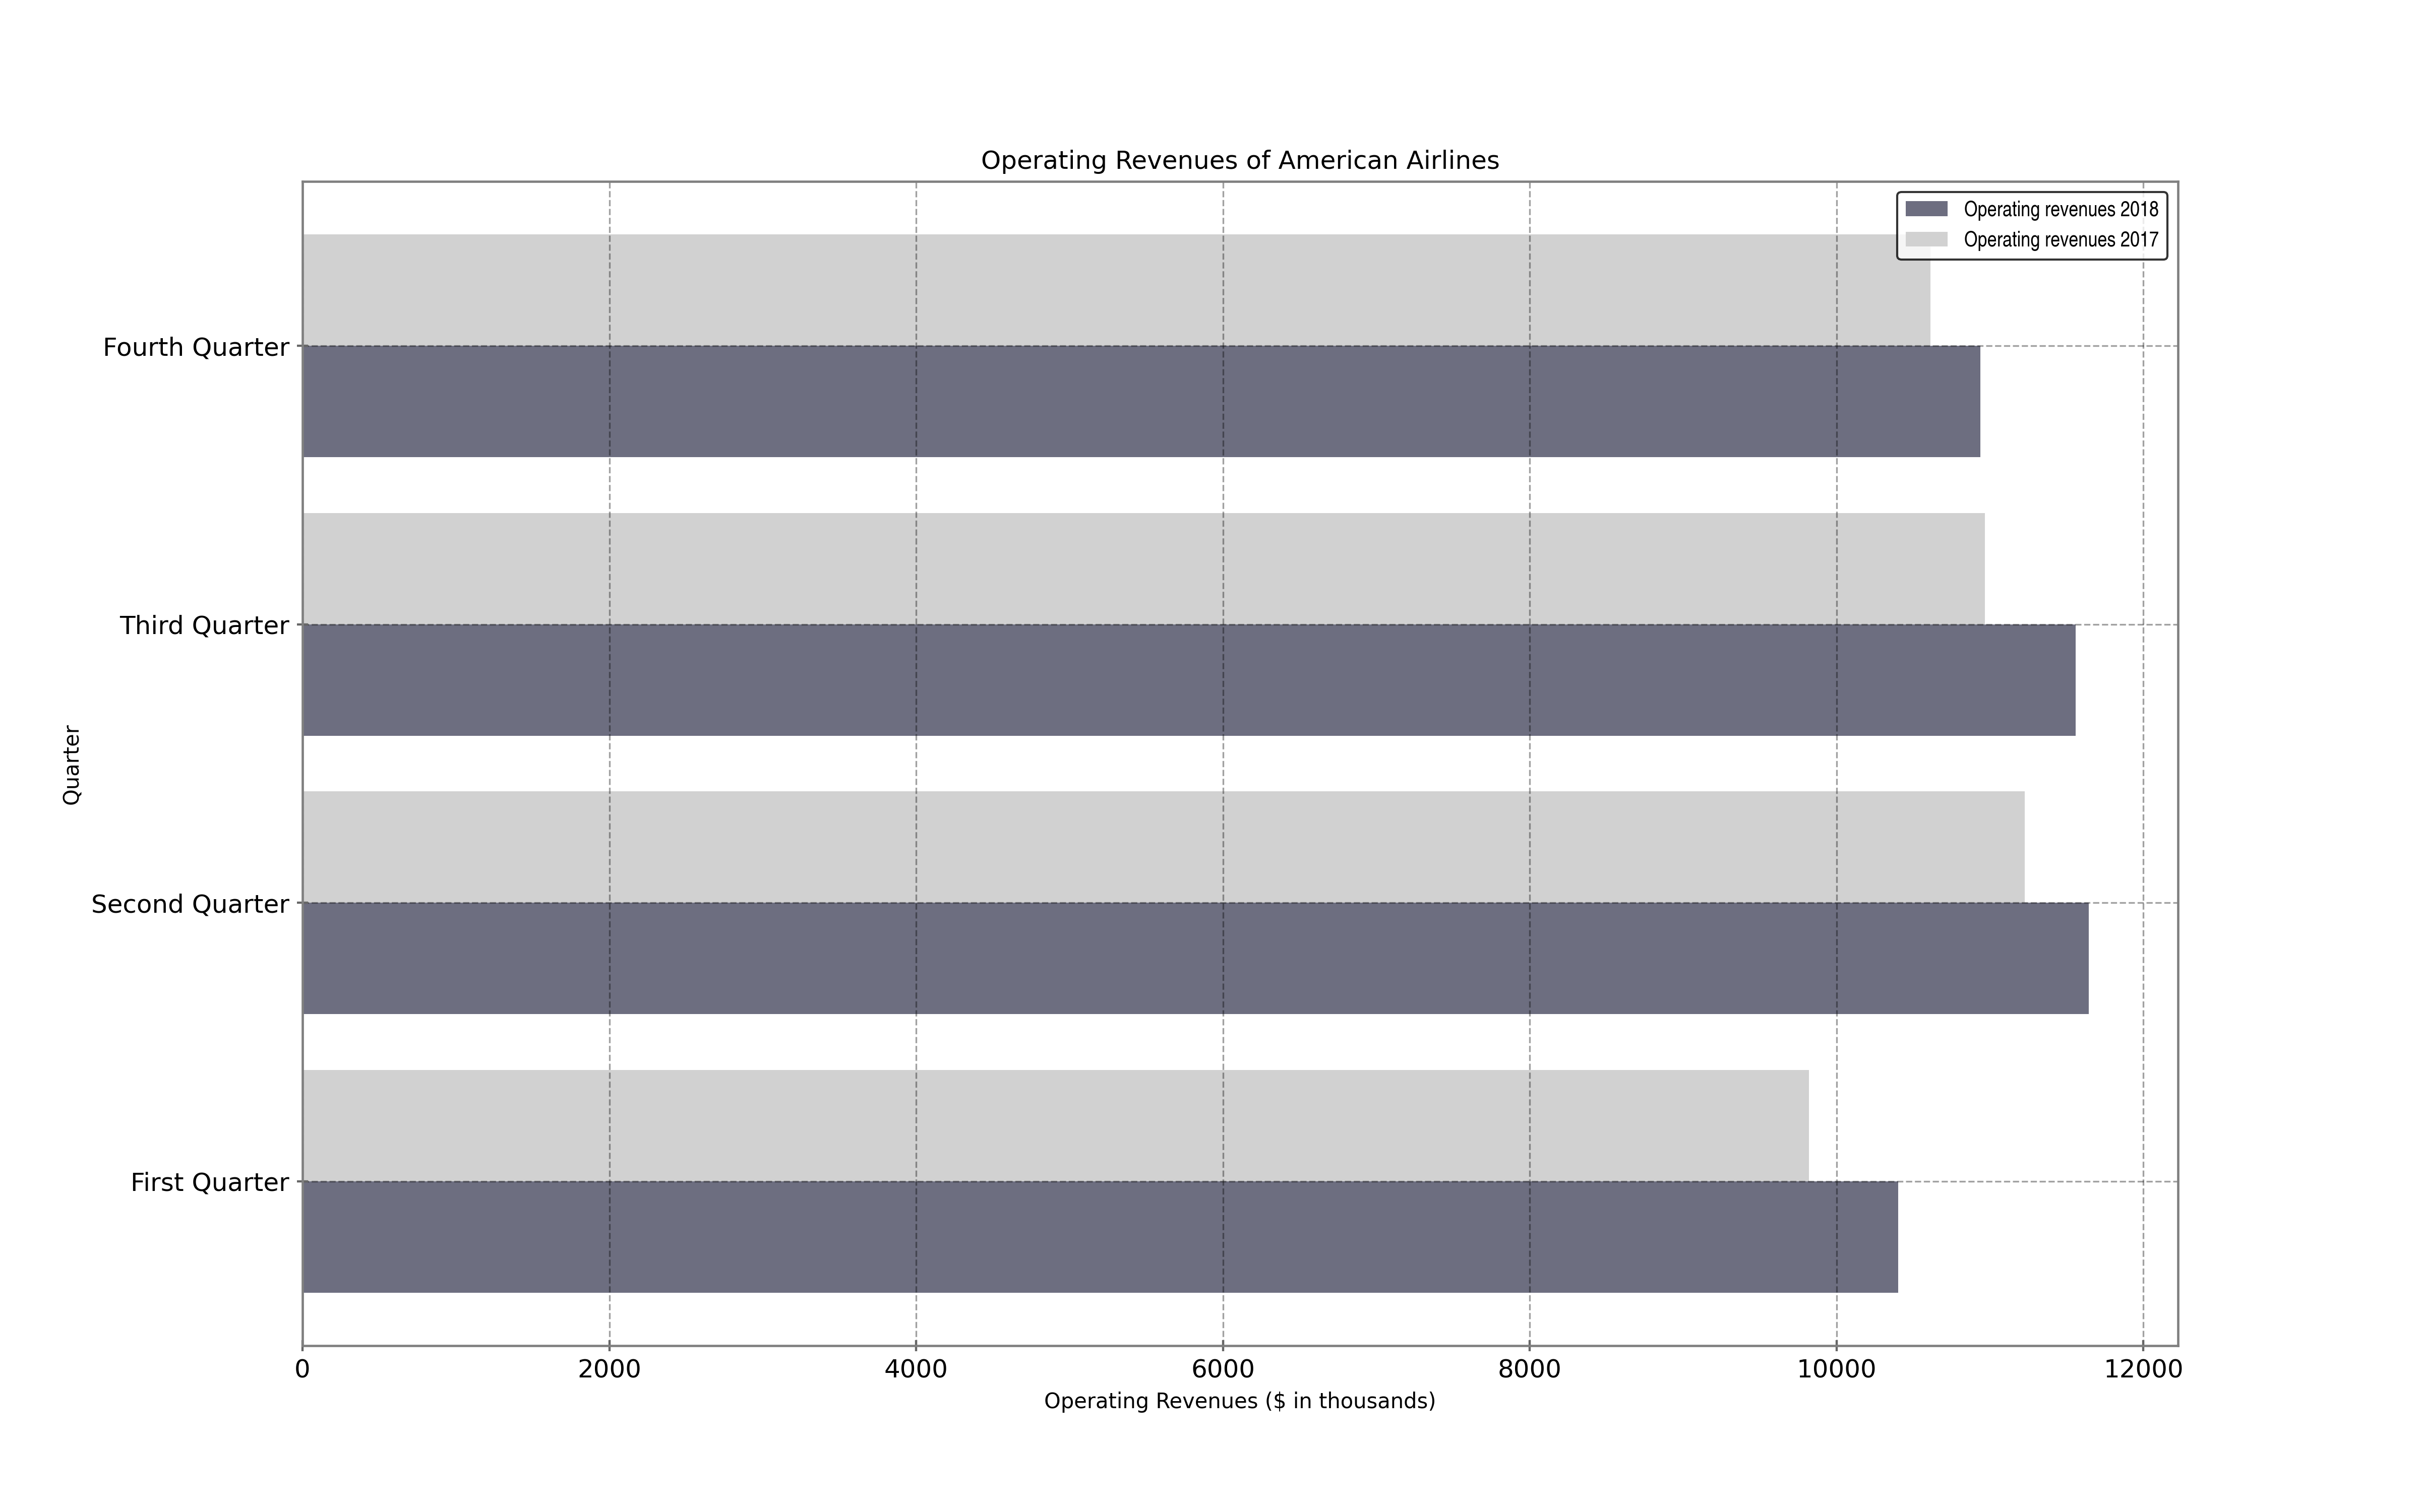 Operating Revenues of American Airlines
Operating revenues 2018
Operating revenues 2017
Fourth Quarter
Third Quarter
Second Quarter
First Quarter
Quarter
0 2000 4000 6000 8000 10000 12000
Operating Revenues ($ in thousands)